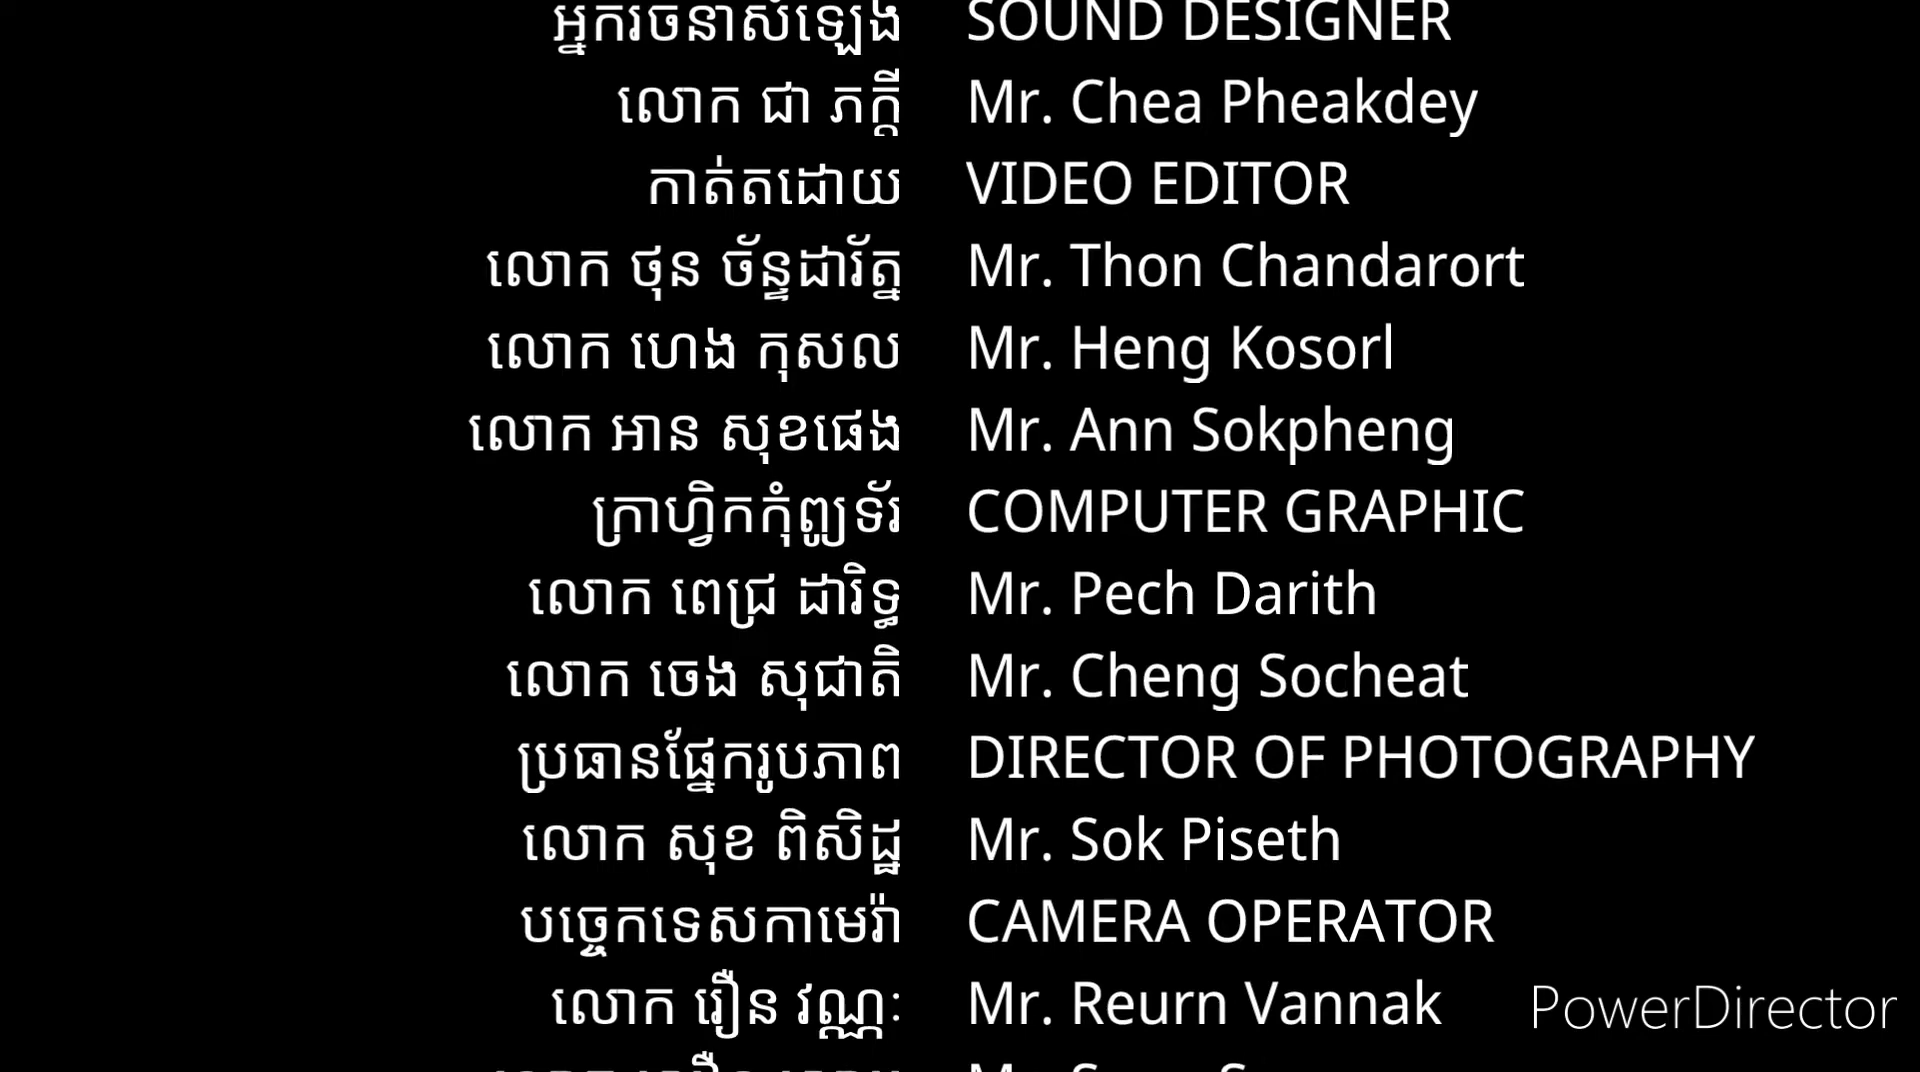 អ្នករចនាសំឡេង SOUND DESIGNER
លោក ជា ភក្ដី Mr. Chea Pheakdey
កាត់តដោយ VIDEO EDITOR
លោក ថុន ច័ន្ទដារ័ត្ន Mr. Thon Chandarort
លោក ហេង កុសល Mr. Heng Kosorl
លោក អាន សុខផេង Mr. Ann Sokpheng
ក្រាហ្វិកកុំព្យូទ័រ COMPUTER GRAPHIC
លោក ពេជ្រ ដារិទ្ធ Mr. Pech Darith
លោក ចេង សុជាតិ Mr. Cheng Socheat
ប្រធានផ្នែករូបភាព DIRECTOR OF PHOTOGRAPHY
លោក សុខ ពិសិដ្ឋ Mr. Sok Piseth
បច្ចេកទេសកាមេរ៉ា CAMERA OPERATOR
លោក រឿន វណ្ណៈ Mr. Reurn Vannak
PowerDirector